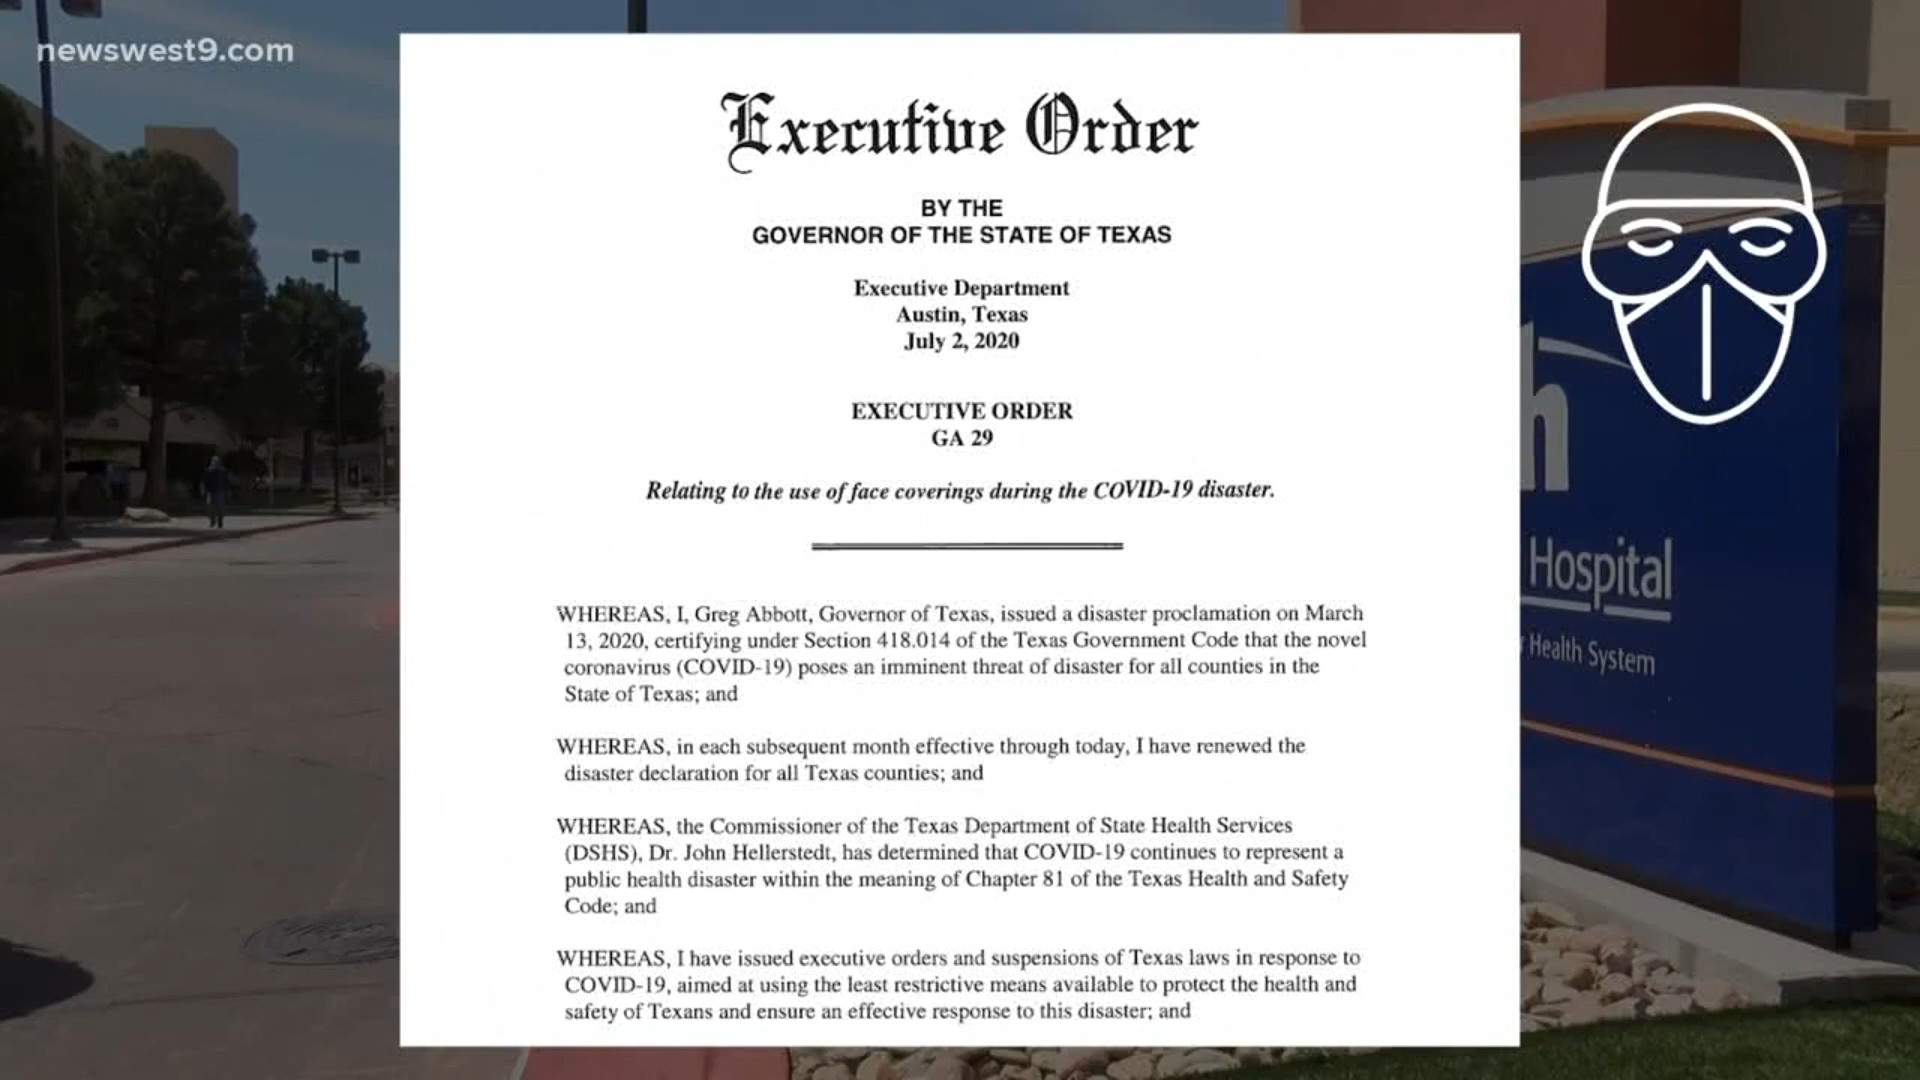 newswest9.com
Executive Order
BY THE
GOVERNOR OF THE STATE OF TEXAS
Executive Department
Austin, Texas
July 2, 2020
EXECUTIVE ORDER
GA 29
Relating to the use of face coverings during the COVID-19 disaster.
WHEREAS, I, Greg Abbott, Governor of Texas, issued a disaster proclamation on March
13, 2020, certifying under Section 418.014 of the Texas Government Code that the novel
coronavirus (COVID-19) poses an imminent threat of disaster for all counties in the
State of Texas; and
WHEREAS, in each subsequent month effective through today, I have renewed the
disaster declaration for all Texas counties; and
WHEREAS, the Commissioner of the Texas Department of State Health Services
(DSHS), Dr. John Hellerstedt, has determined that COVID-19 continues to represent a
public health disaster within the meaning of Chapter 81 of the Texas Health and Safety
Code; and
WHEREAS, I have issued executive orders and suspensions of Texas laws in response to
COVID-19, aimed at using the least restrictive means available to protect the health and
safety of Texans and ensure an effective response to this disaster; and
h
Hospital
Health System